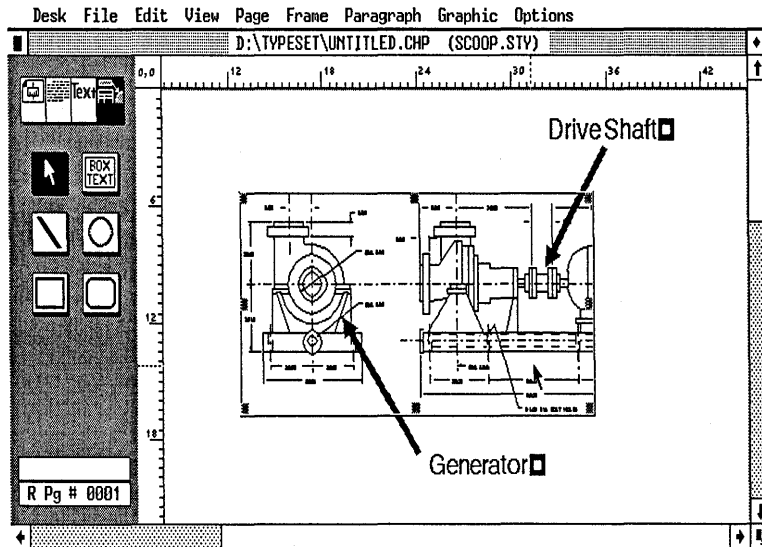 Desk File Edit View Page Frame Paragraph Graphic Options
D:\TYPESET\UNTITLED.CHP (SCOOP.STY)
0,0 12 18 24 30 36 42
Text
BOX
TEXT
Drive Shaft
6
12
18
Generator
R Pg # 0001